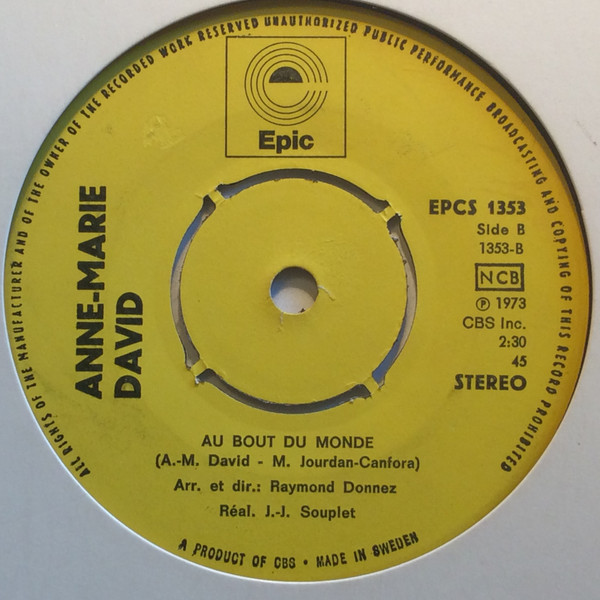 ALL RIGHTS OF THE MANUFACTURER AND OF THE OWNER OF THE RECORDED WORK RESERVED UNAUTHORIZED PUBLIC PERFORMANCE BROADCASTING AND COPYING OF THIS RECORD PROHIBITED
Epic
ANNE-MARIE
DAVID
EPCS 1353
Side B
1353-B
NCB
℗ 1973
CBS Inc.
2:30
45
STEREO
AU BOUT DU MONDE
(A.-M. David - M. Jourdan-Canfora)
Arr. et dir.: Raymond Donnez
Réal. J.-J. Souplet
A PRODUCT OF CBS • MADE IN SWEDEN